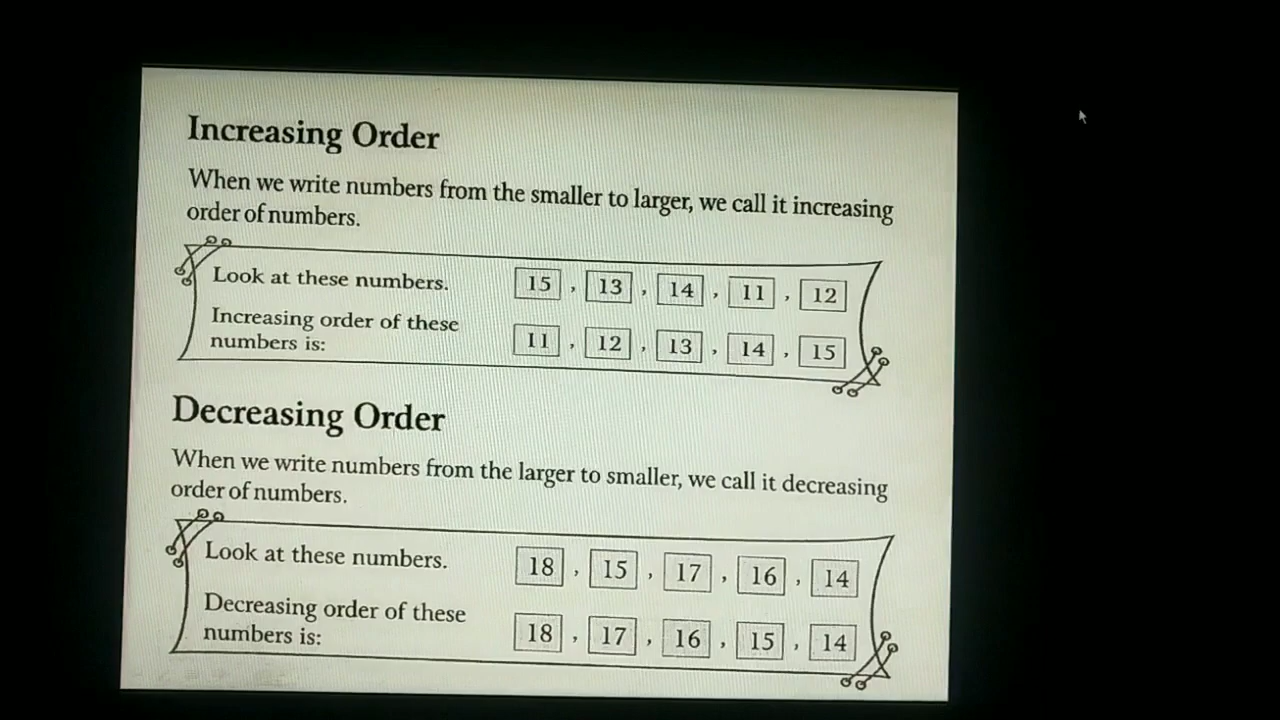 Increasing Order
When we write numbers from the smaller to larger, we call it increasing
order of numbers.
Look at these numbers. 15 , 13 , 14 , 11 , 12
Increasing order of these
numbers is: 11 , 12 , 13 , 14 , 15
Decreasing Order
When we write numbers from the larger to smaller, we call it decreasing
order of numbers.
Look at these numbers. 18 , 15 , 17 , 16 , 14
Decreasing order of these
numbers is: 18 , 17 , 16 , 15 , 14